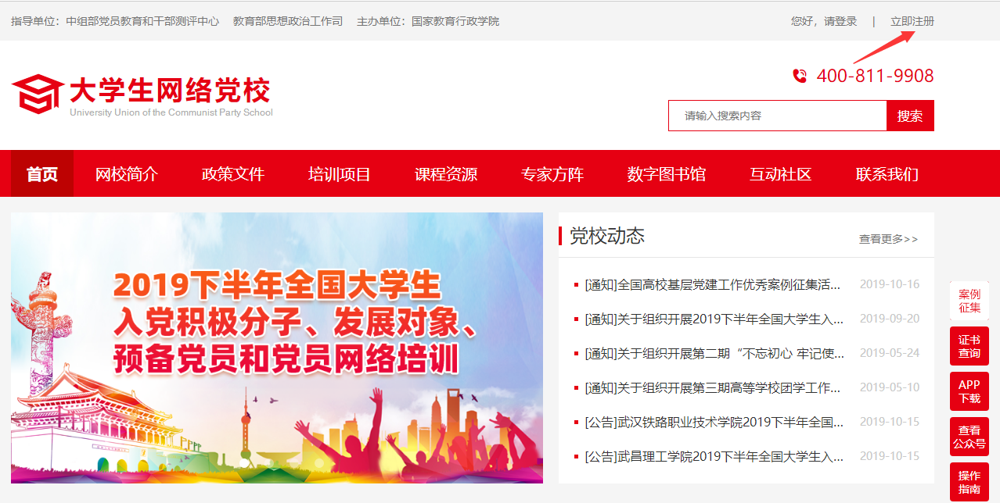 指导单位：中组部党员教育和干部测评中心 教育部思想政治工作司 主办单位：国家教育行政学院
您好，请登录 | 立即注册
大学生网络党校
University Union of the Communist Party School
400-811-9908
请输入搜索内容 搜索
首页 网校简介 政策文件 培训项目 课程资源 专家方阵 数字图书馆 互动社区 联系我们
2019下半年全国大学生
入党积极分子、发展对象、
预备党员和党员网络培训
党校动态 查看更多>>
[通知]全国高校基层党建工作优秀案例征集活... 2019-10-16
[通知]关于组织开展2019下半年全国大学生入... 2019-09-20
[通知]关于组织开展第二期“不忘初心 牢记使... 2019-05-24
[通知]关于组织开展第三期高等学校团学工作... 2019-05-10
[公告]武汉铁路职业技术学院2019下半年全国... 2019-10-15
[公告]武昌理工学院2019下半年全国大学生入... 2019-10-15
案例
征集
证书
查询
APP
下载
查看
公众号
操作
指南